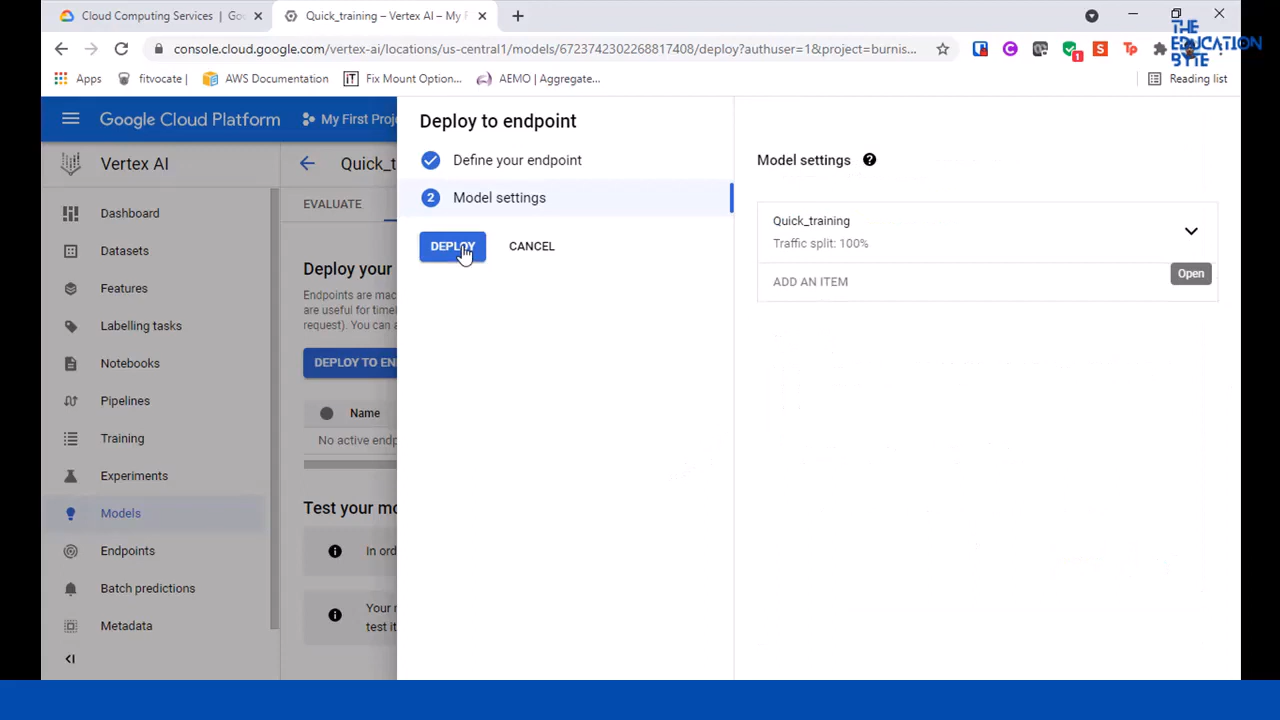 Cloud Computing Services | Go
Quick_training – Vertex AI – My F
THE
EDUCATION
BYTE
console.cloud.google.com/vertex-ai/locations/us-central1/models/6723742302268817408/deploy?authuser=1&project=burnis...
Apps
fitvocate |
AWS Documentation
Fix Mount Option...
AEMO | Aggregate...
Reading list
Google Cloud Platform
My First Proje
Vertex AI
Dashboard
Datasets
Features
Labelling tasks
Notebooks
Pipelines
Training
Experiments
Models
Endpoints
Batch predictions
Metadata
Quick_t
EVALUATE
Deploy your
Endpoints are mac
are useful for timel
request). You can a
DEPLOY TO EN
Name
No active endp
Test your mo
In ord
Your
test it
Deploy to endpoint
Define your endpoint
2 Model settings
DEPLOY
CANCEL
Model settings
Quick_training
Traffic split: 100%
ADD AN ITEM
Open